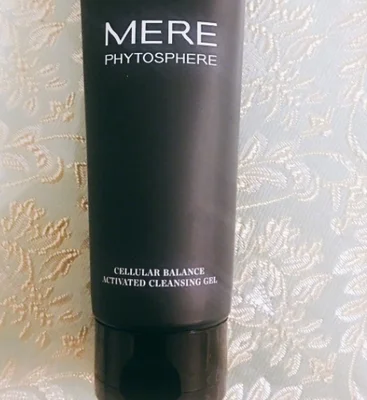 MERE
PHYTOSPHERE
CELLULAR BALANCE
ACTIVATED CLEANSING GEL